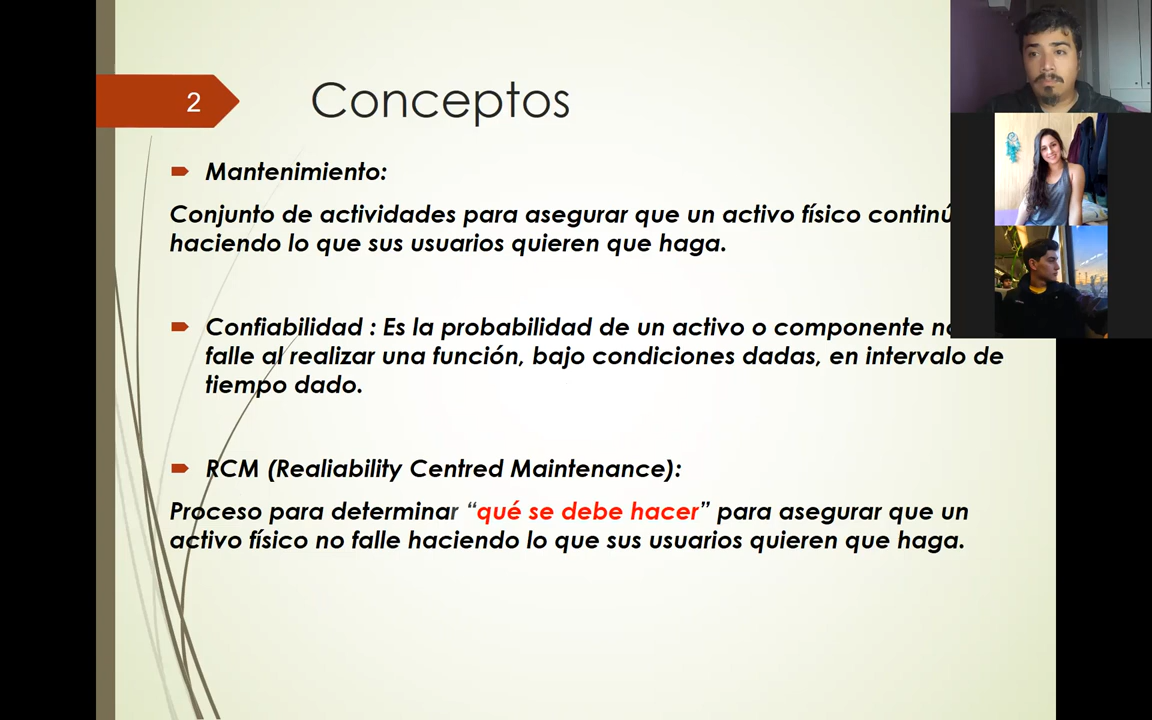 2
Conceptos
Mantenimiento:
Conjunto de actividades para asegurar que un activo físico continú
haciendo lo que sus usuarios quieren que haga.
Confiabilidad : Es la probabilidad de un activo o componente
falle al realizar una función, bajo condiciones dadas, en intervalo de
tiempo dado.
RCM (Realiability Centred Maintenance):
Proceso para determinar “qué se debe hacer” para asegurar que un
activo físico no falle haciendo lo que sus usuarios quieren que haga.